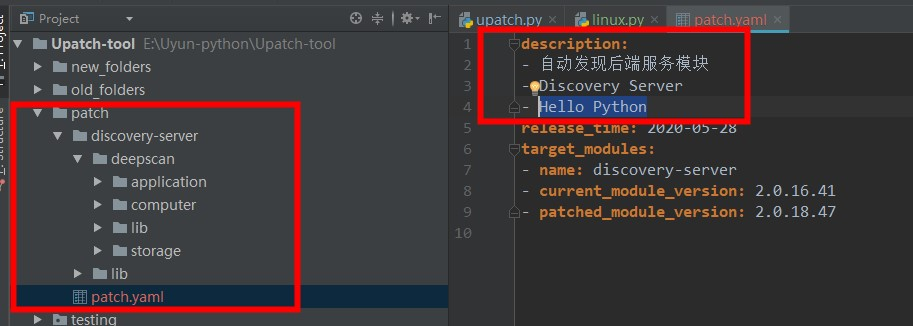 Project
Upatch-tool E:\Uyun-python\Upatch-tool
new_folders
old_folders
patch
discovery-server
deepscan
application
computer
lib
storage
lib
patch.yaml
testing
upatch.py
linux.py
patch.yaml
1 description:
2 - 自动发现后端服务模块
3 - Discovery Server
4 - Hello Python
5 release_time: 2020-05-28
6 target_modules:
7 - name: discovery-server
8 - current_module_version: 2.0.16.41
9 - patched_module_version: 2.0.18.47
10